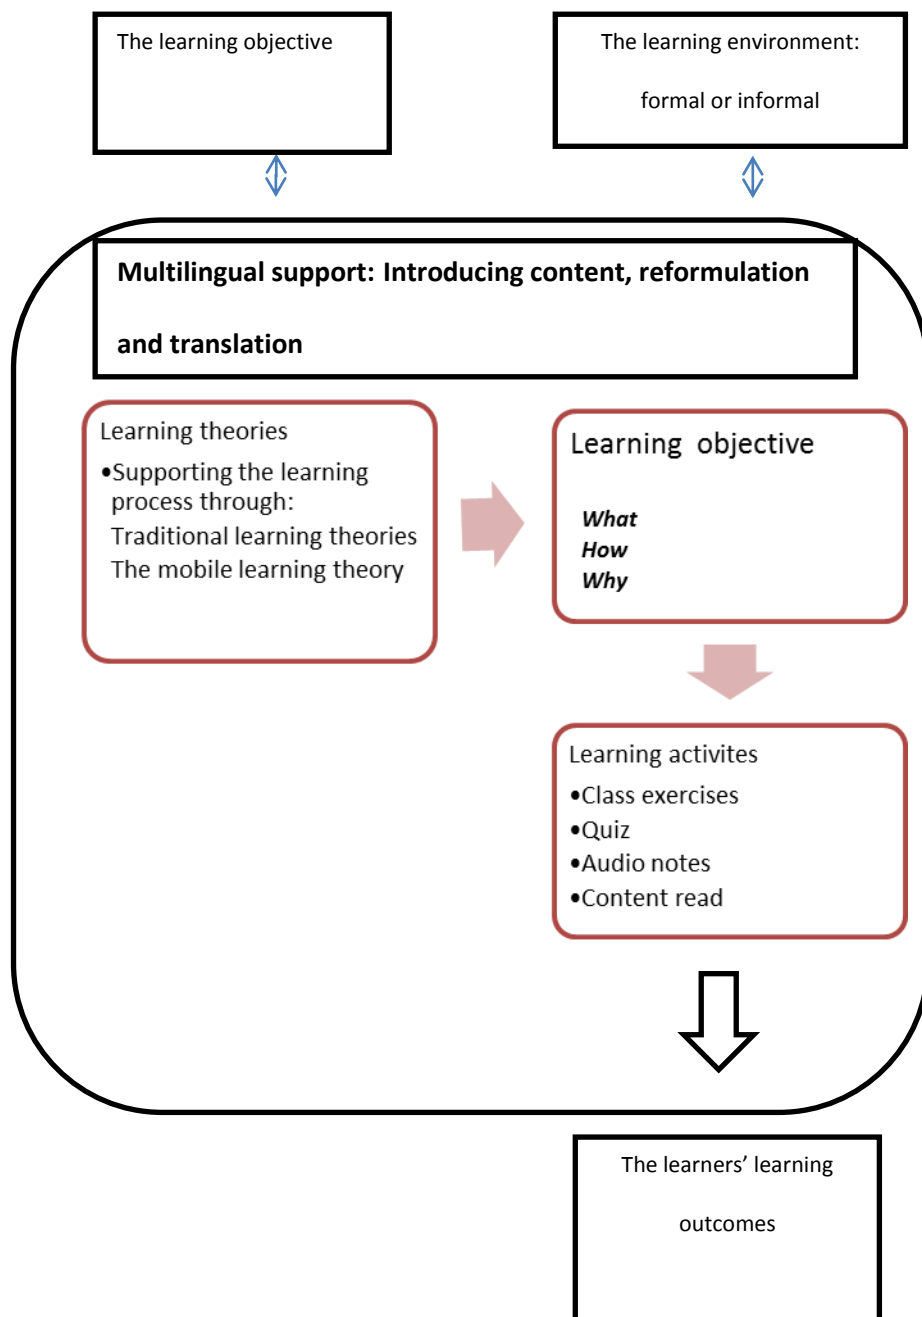 The learning objective
The learning environment:
formal or informal
Multilingual support: Introducing content, reformulation
and translation
Learning theories
•Supporting the learning
process through:
Traditional learning theories
The mobile learning theory
Learning objective
What
How
Why
Learning activites
•Class exercises
•Quiz
•Audio notes
•Content read
The learners’ learning
outcomes